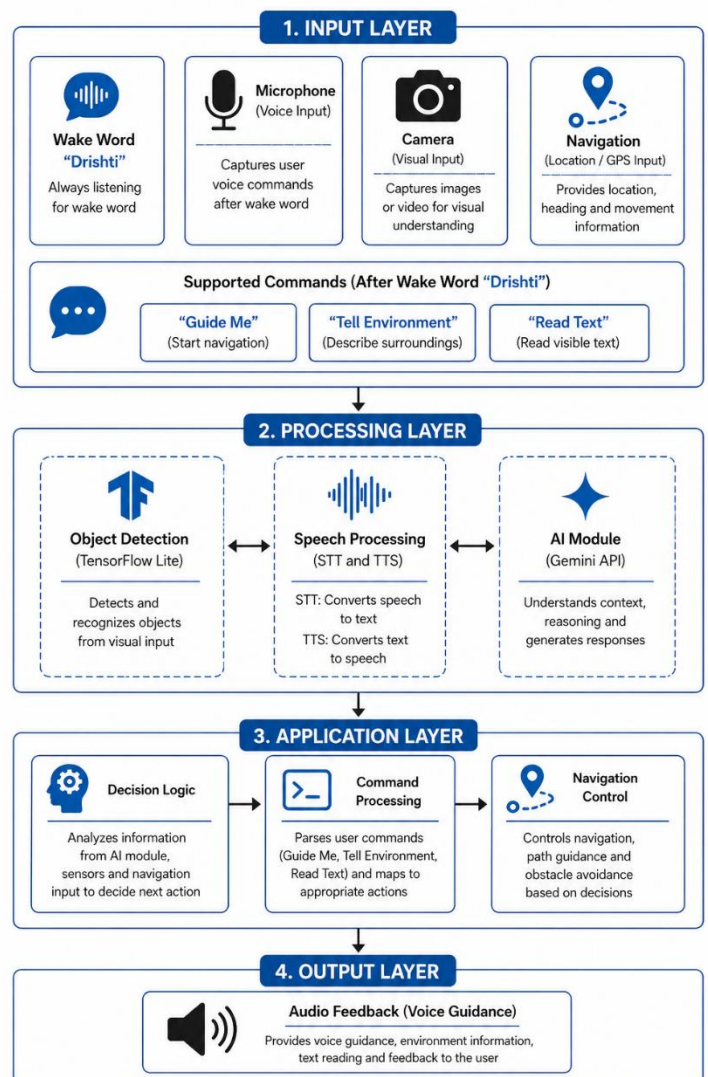 1. INPUT LAYER
Wake Word
“Drishti”
Always listening
for wake word
Microphone
(Voice Input)
Captures user
voice commands
after wake word
Camera
(Visual Input)
Captures images
or video for visual
understanding
Navigation
(Location / GPS Input)
Provides location,
heading and movement
information
Supported Commands (After Wake Word “Drishti”)
“Guide Me”
(Start navigation)
“Tell Environment”
(Describe surroundings)
“Read Text”
(Read visible text)
2. PROCESSING LAYER
Object Detection
(TensorFlow Lite)
Detects and
recognizes objects
from visual input
Speech Processing
(STT and TTS)
STT: Converts speech
to text
TTS: Converts text
to speech
AI Module
(Gemini API)
Understands context,
reasoning and
generates responses
3. APPLICATION LAYER
Decision Logic
Analyzes information
from AI module,
sensors and navigation
input to decide next action
Command
Processing
Parses user commands
(Guide Me, Tell Environment,
Read Text) and maps to
appropriate actions
Navigation
Control
Controls navigation,
path guidance and
obstacle avoidance
based on decisions
4. OUTPUT LAYER
Audio Feedback (Voice Guidance)
Provides voice guidance, environment information,
text reading and feedback to the user